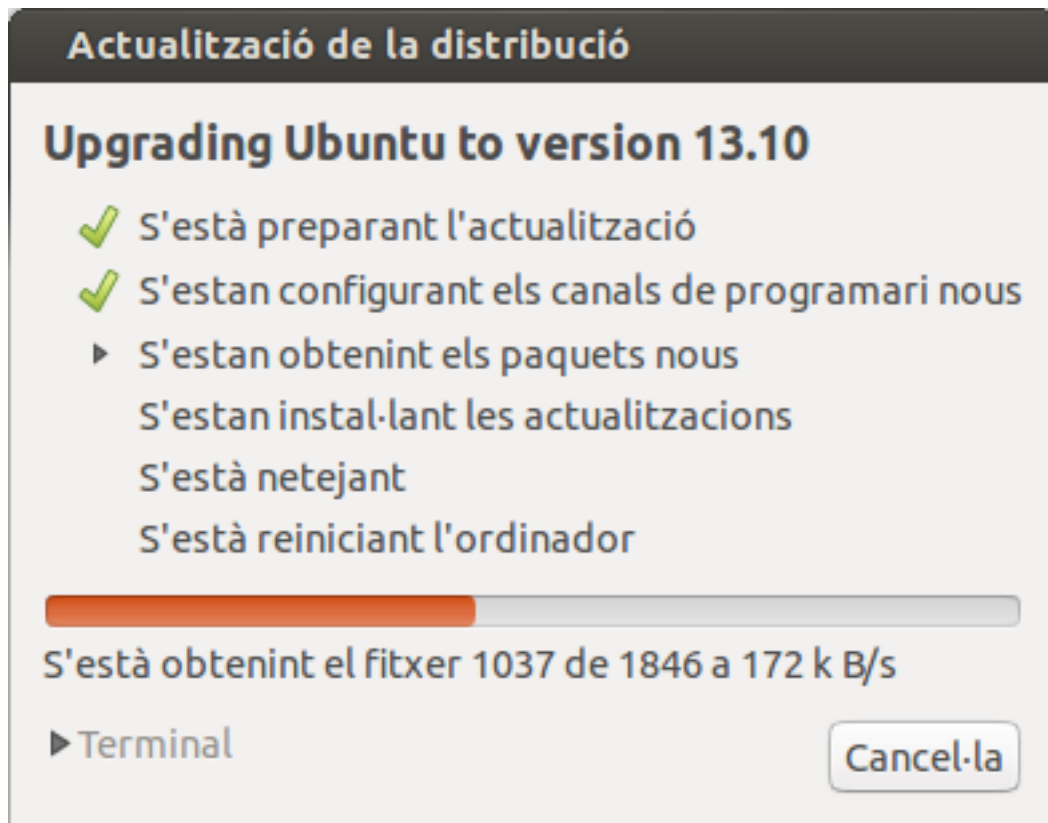 Actualització de la distribució
Upgrading Ubuntu to version 13.10
S'està preparant l'actualització
S'estan configurant els canals de programari nous
S'estan obtenint els paquets nous
S'estan instal·lant les actualitzacions
S'està netejant
S'està reiniciant l'ordinador
S'està obtenint el fitxer 1037 de 1846 a 172 k B/s
Terminal
Cancel·la